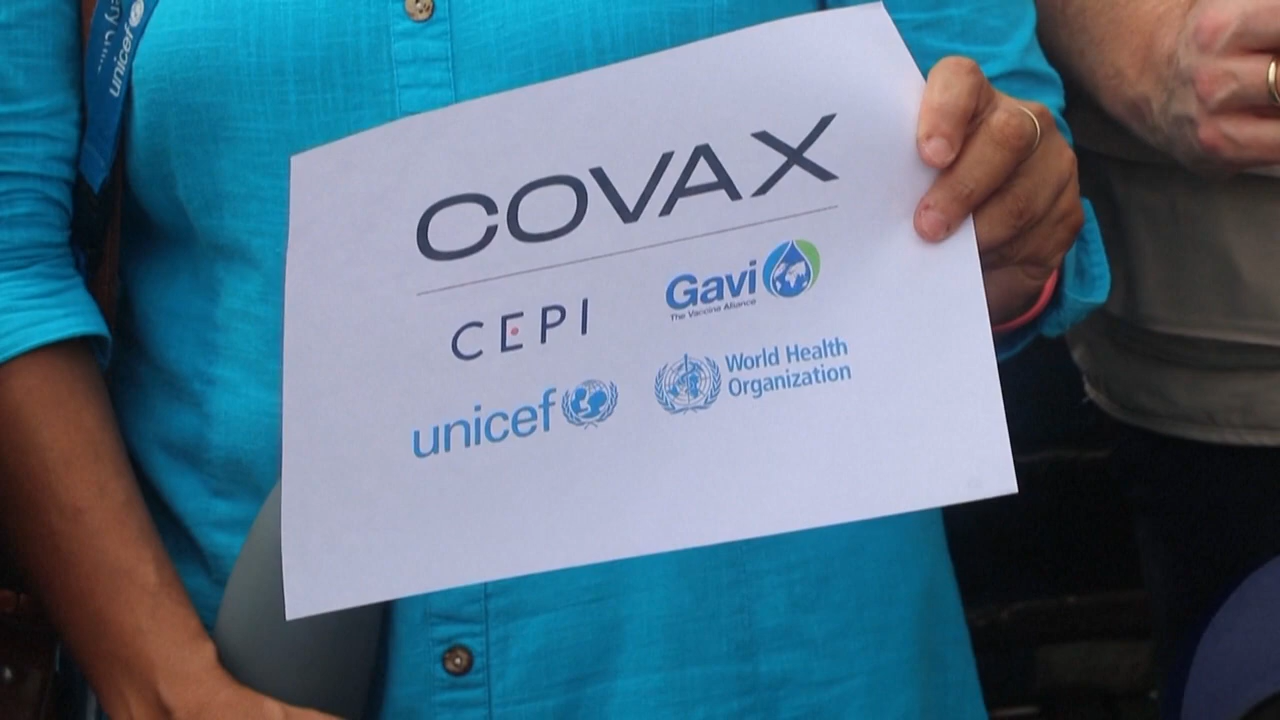 unicef
COVAX
CEPI
Gavi
The Vaccine Alliance
unicef
World Health
Organization